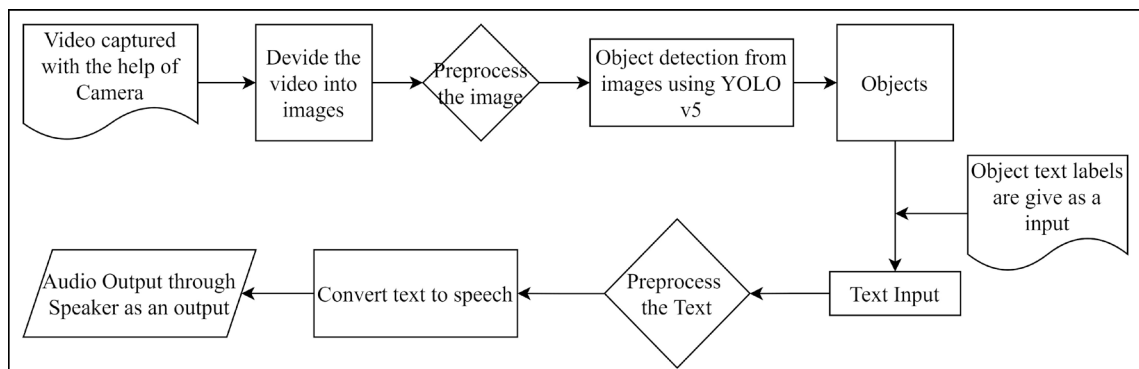 Video captured
with the help of
Camera
Devide the
video into
images
Preprocess
the image
Object detection from
images using YOLO
v5
Objects
Object text labels
are give as a
input
Text Input
Preprocess
the Text
Convert text to speech
Audio Output through
Speaker as an output